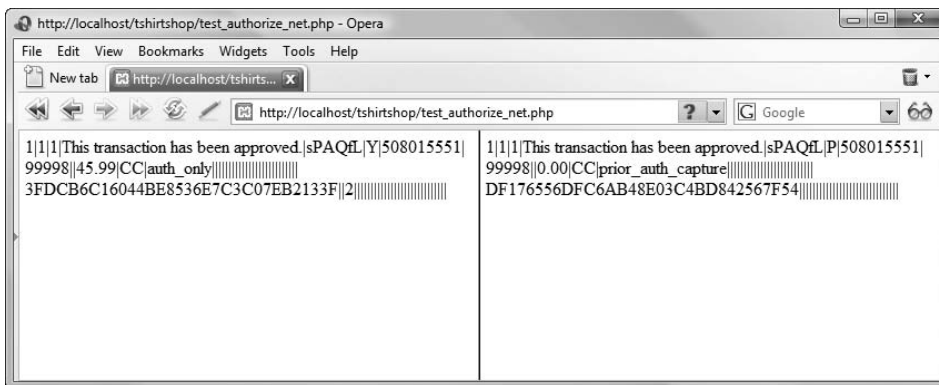 http://localhost/tshirtshop/test_authorize_net.php - Opera
File Edit View Bookmarks Widgets Tools Help
New tab http://localhost/tshirts... X
http://localhost/tshirtshop/test_authorize_net.php ? G Google
1|1|1|This transaction has been approved.|sPAQfL|Y|508015551|
99998||45.99|CC|auth_only||||||||||||||||||||||||||
3FDCB6C16044BE8536E7C3C07EB2133F||2|||||||||||||||||||||||||||
1|1|1|This transaction has been approved.|sPAQfL|P|508015551|
99998||0.00|CC|prior_auth_capture||||||||||||||||||||||||||
DF176556DFC6AB48E03C4BD842567F54|||||||||||||||||||||||||||||